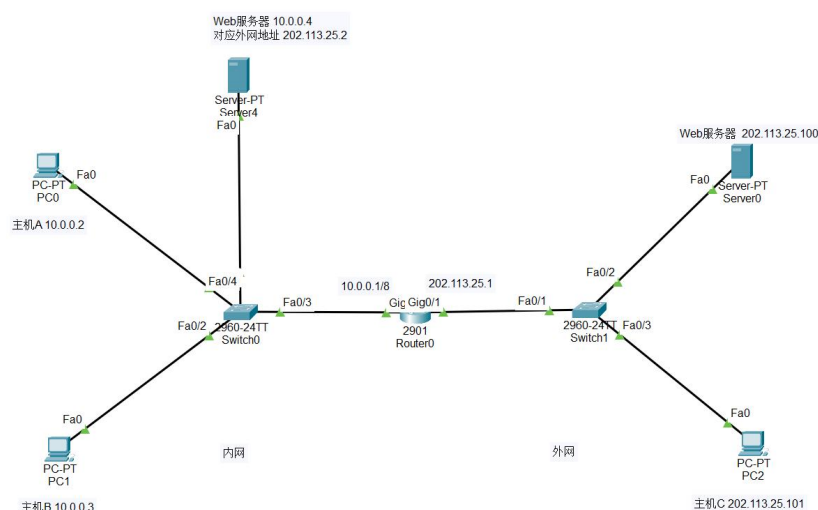 Web服务器 10.0.0.4
对应外网地址 202.113.25.2
Server-PT
Server4
Fa0
Web服务器 202.113.25.100
Fa0
Server-PT
Server0
Fa0
PC-PT
PC0
主机A 10.0.0.2
Fa0/4
10.0.0.1/8
202.113.25.1
Fa0/2
Fa0/3
Gig
Gig0/1
Fa0/1
Fa0/2
2960-24TT
Switch0
2901
Router0
2960-24TT
Switch1
Fa0/3
Fa0
PC-PT
PC1
内网
外网
Fa0
PC-PT
PC2
主机B 10.0.0.3
主机C 202.113.25.101